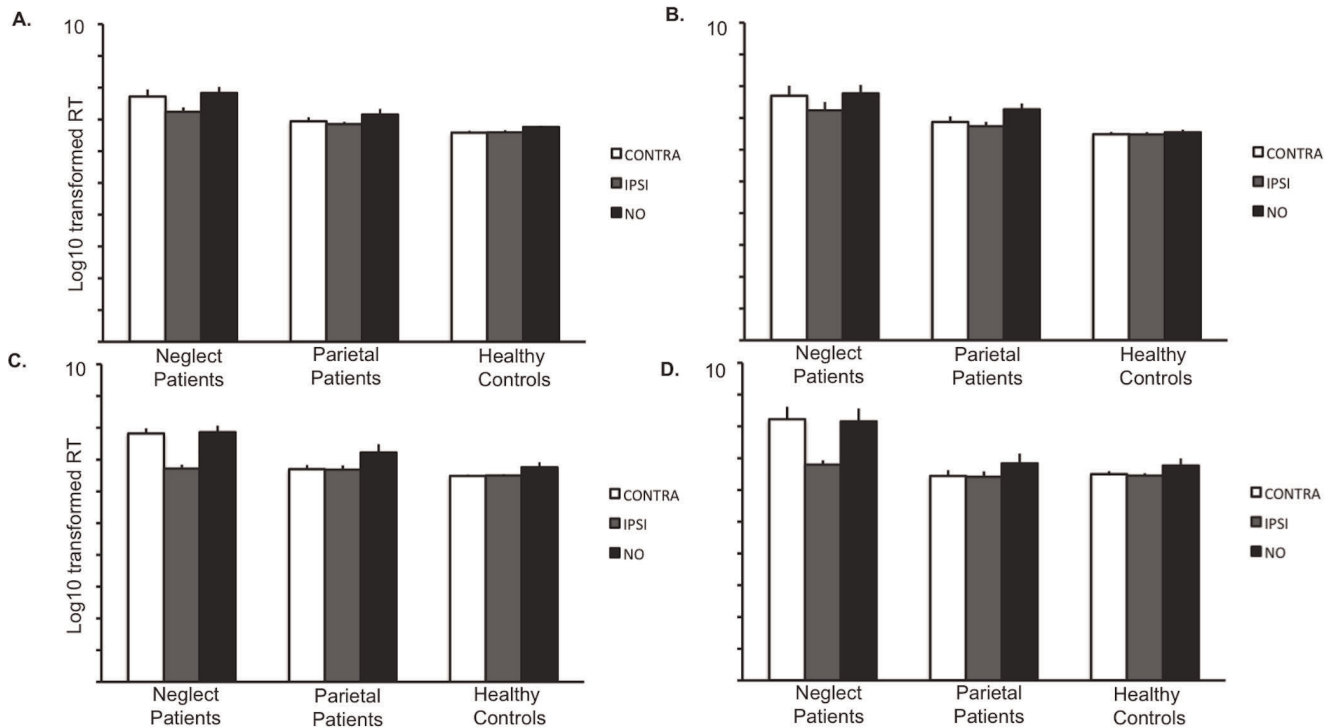 A.
10
Log10 transformed RT
CONTRA
IPSI
NO
Neglect
Patients
Parietal
Patients
Healthy
Controls
B.
10
CONTRA
IPSI
NO
Neglect
Patients
Parietal
Patients
Healthy
Controls
C.
10
Log10 transformed RT
CONTRA
IPSI
NO
Neglect
Patients
Parietal
Patients
Healthy
Controls
D.
10
CONTRA
IPSI
NO
Neglect
Patients
Parietal
Patients
Healthy
Controls